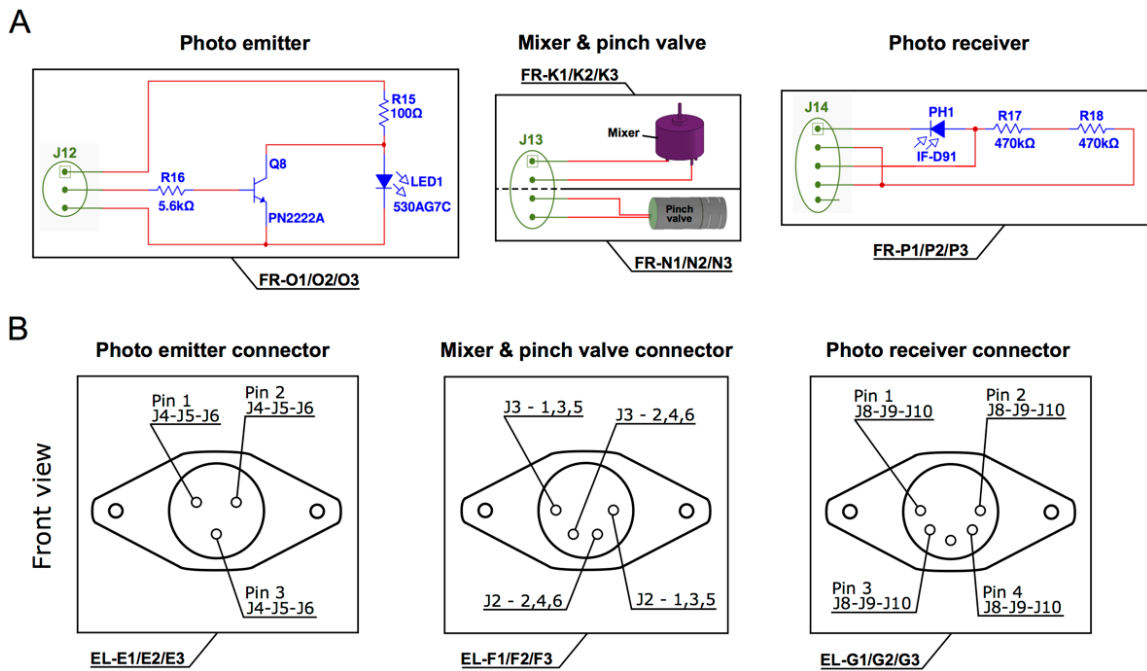 A
Photo emitter
Mixer & pinch valve
Photo receiver
FR-K1/K2/K3
J12
R15
100Ω
Q8
R16
5.6kΩ
LED1
530AG7C
PN2222A
FR-O1/O2/O3
J13
Mixer
Pinch
valve
FR-N1/N2/N3
J14
PH1
IF-D91
R17
470kΩ
R18
470kΩ
FR-P1/P2/P3
B
Photo emitter connector
Mixer & pinch valve connector
Photo receiver connector
Front view
Pin 1
J4-J5-J6
Pin 2
J4-J5-J6
Pin 3
J4-J5-J6
EL-E1/E2/E3
J3 - 1,3,5
J3 - 2,4,6
J2 - 2,4,6
J2 - 1,3,5
EL-F1/F2/F3
Pin 1
J8-J9-J10
Pin 2
J8-J9-J10
Pin 3
J8-J9-J10
Pin 4
J8-J9-J10
EL-G1/G2/G3